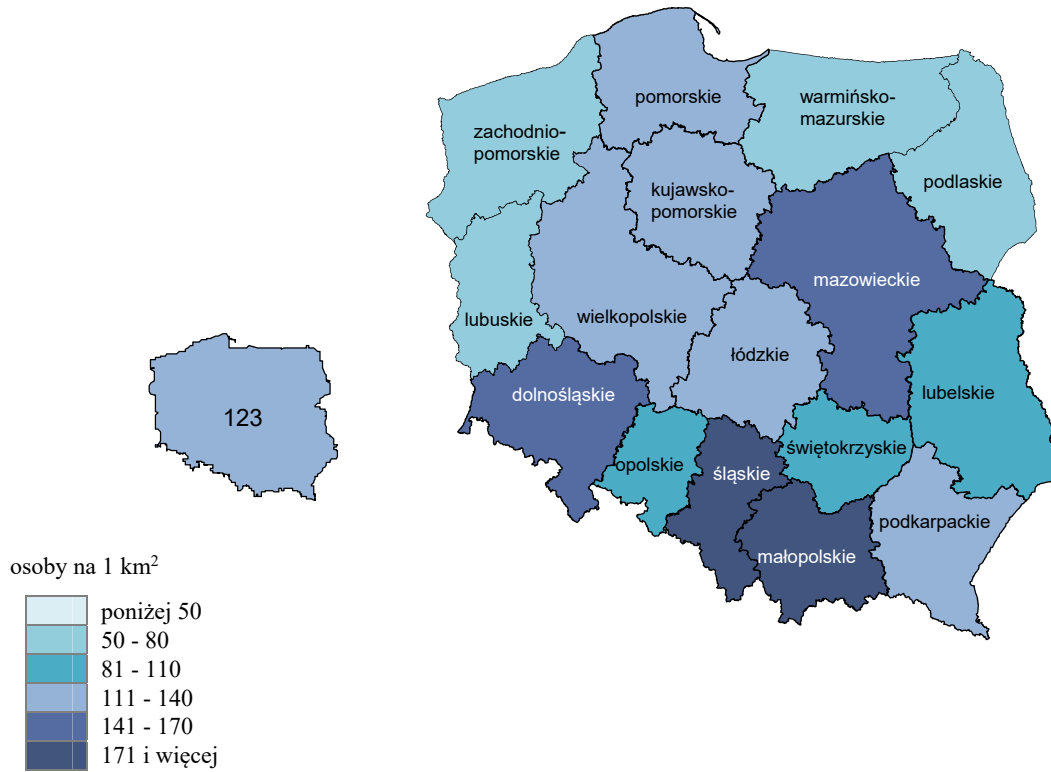 pomorskie
warmińsko-
mazurskie
zachodnio-
pomorskie
podlaskie
kujawsko-
pomorskie
mazowieckie
lubuskie
wielkopolskie
łódzkie
dolnośląskie
lubelskie
123
opolskie
śląskie
świętokrzyskie
podkarpackie
małopolskie
osoby na 1 km²
poniżej 50
50 - 80
81 - 110
111 - 140
141 - 170
171 i więcej